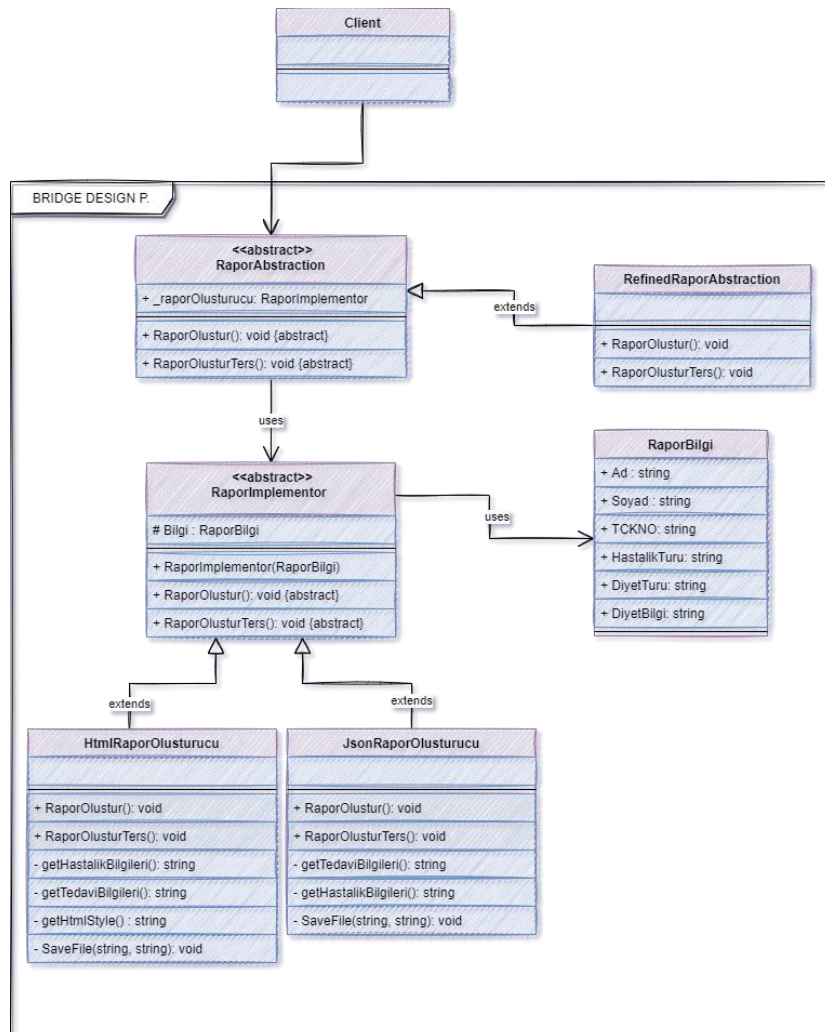 Client
BRIDGE DESIGN P.
<<abstract>>
RaporAbstraction
+ _raporOlusturucu: RaporImplementor
+ RaporOlustur(): void {abstract}
+ RaporOlusturTers(): void {abstract}
extends
RefinedRaporAbstraction
+ RaporOlustur(): void
+ RaporOlusturTers(): void
uses
<<abstract>>
RaporImplementor
# Bilgi : RaporBilgi
+ RaporImplementor(RaporBilgi)
+ RaporOlustur(): void {abstract}
+ RaporOlusturTers(): void {abstract}
uses
RaporBilgi
+ Ad : string
+ Soyad : string
+ TCKNO: string
+ HastalikTuru: string
+ DiyetTuru: string
+ DiyetBilgi: string
extends
extends
HtmlRaporOlusturucu
+ RaporOlustur(): void
+ RaporOlusturTers(): void
- getHastalikBilgileri(): string
- getTedaviBilgileri(): string
- getHtmlStyle() : string
- SaveFile(string, string): void
JsonRaporOlusturucu
+ RaporOlustur(): void
+ RaporOlusturTers(): void
- getTedaviBilgileri(): string
- getHastalikBilgileri(): string
- SaveFile(string, string): void